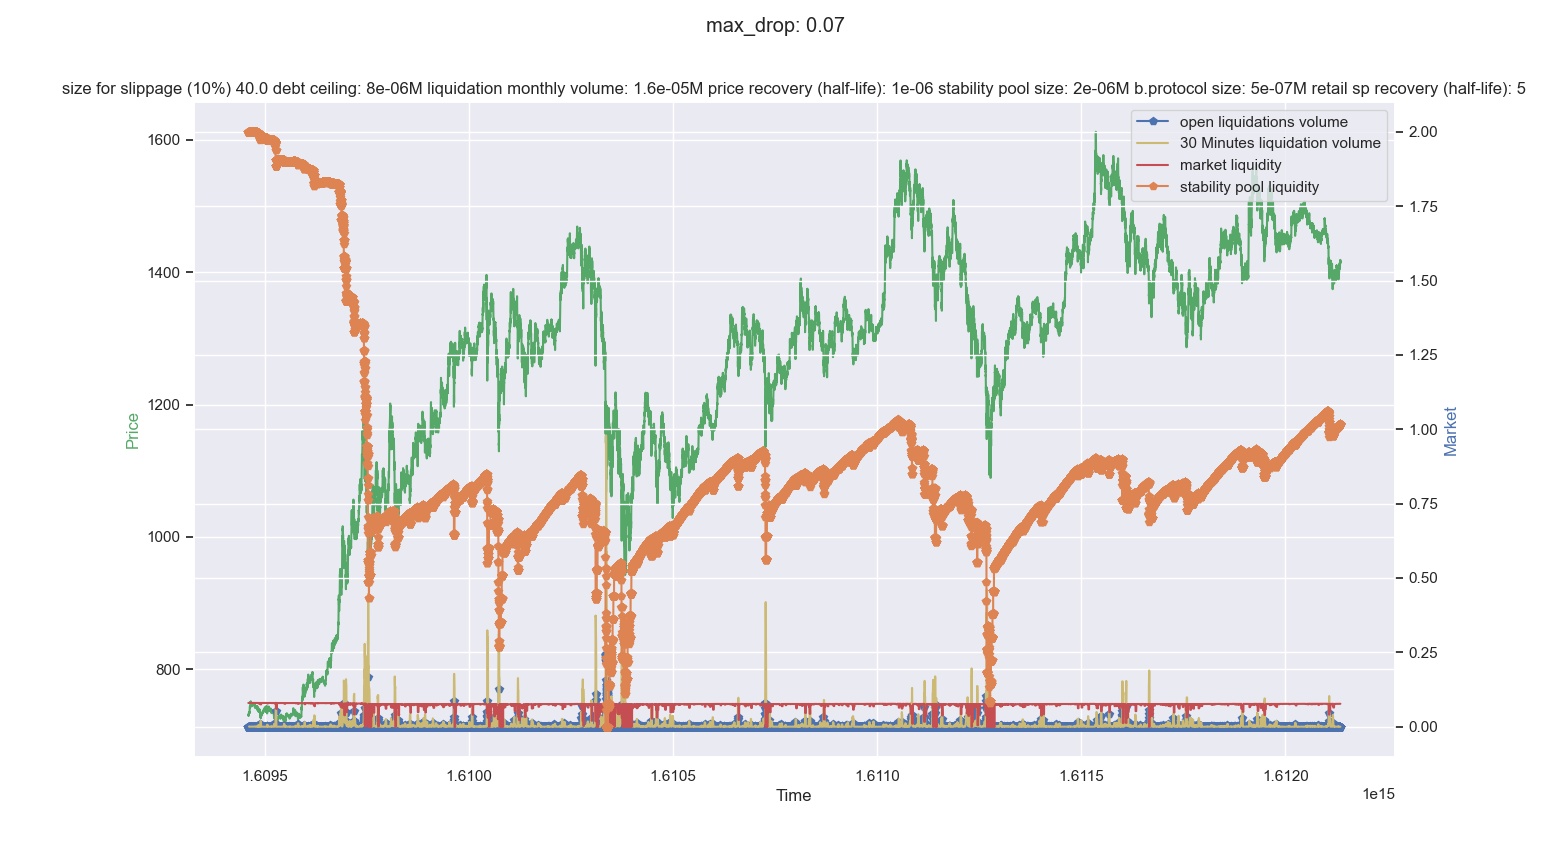 max_drop: 0.07
size for slippage (10%) 40.0 debt ceiling: 8e-06M liquidation monthly volume: 1.6e-05M price recovery (half-life): 1e-06 stability pool size: 2e-06M b.protocol size: 5e-07M retail sp recovery (half-life): 5
open liquidations volume
30 Minutes liquidation volume
market liquidity
stability pool liquidity
1600
1400
1200
1000
800
Price
2.00
1.75
1.50
1.25
1.00
0.75
0.50
0.25
0.00
Market
1.6095
1.6100
1.6105
1.6110
1.6115
1.6120
1e15
Time